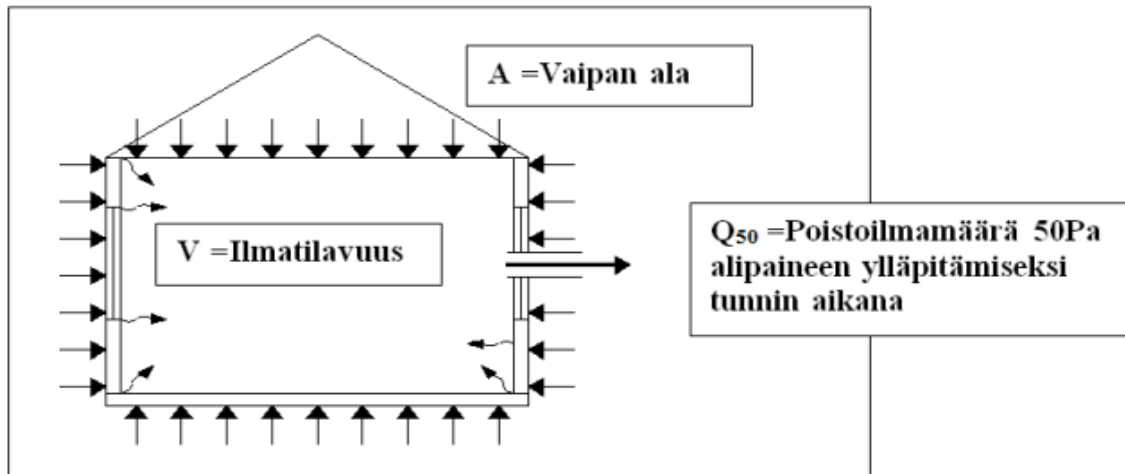 A =Vaipan ala
V =Ilmatilavuus
Q50 =Poistoilmamäärä 50Pa
alipaineen ylläpitämiseksi
tunnin aikana